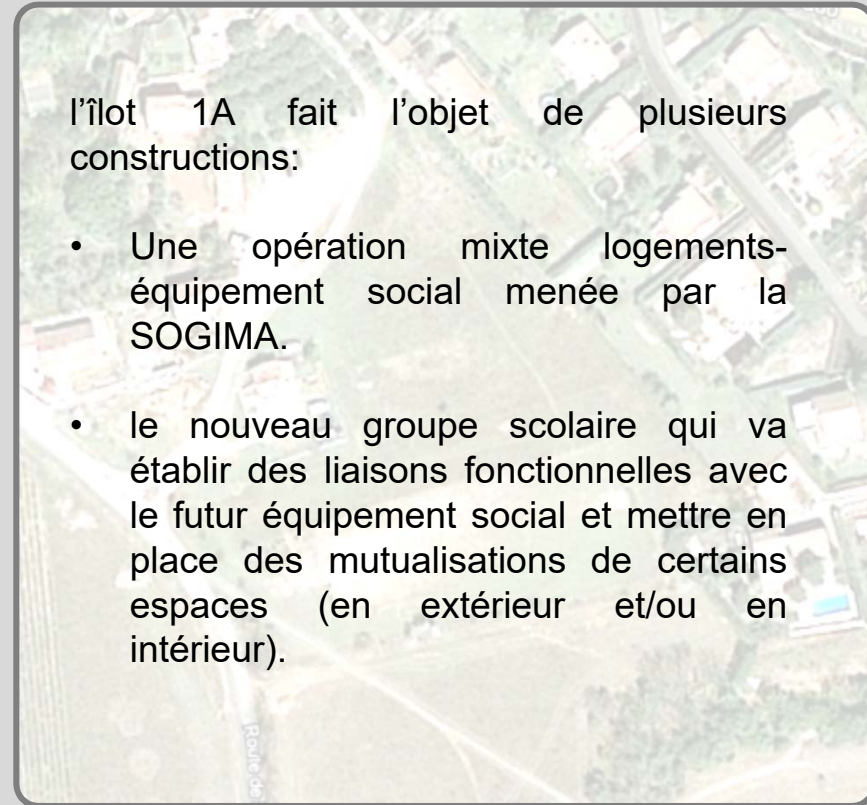 l’îlot 1A fait l’objet de plusieurs
constructions:
• Une opération mixte logements-
équipement social menée par la
SOGIMA.
• le nouveau groupe scolaire qui va
établir des liaisons fonctionnelles avec
le futur équipement social et mettre en
place des mutualisations de certains
espaces (en extérieur et/ou en
intérieur).
Route de